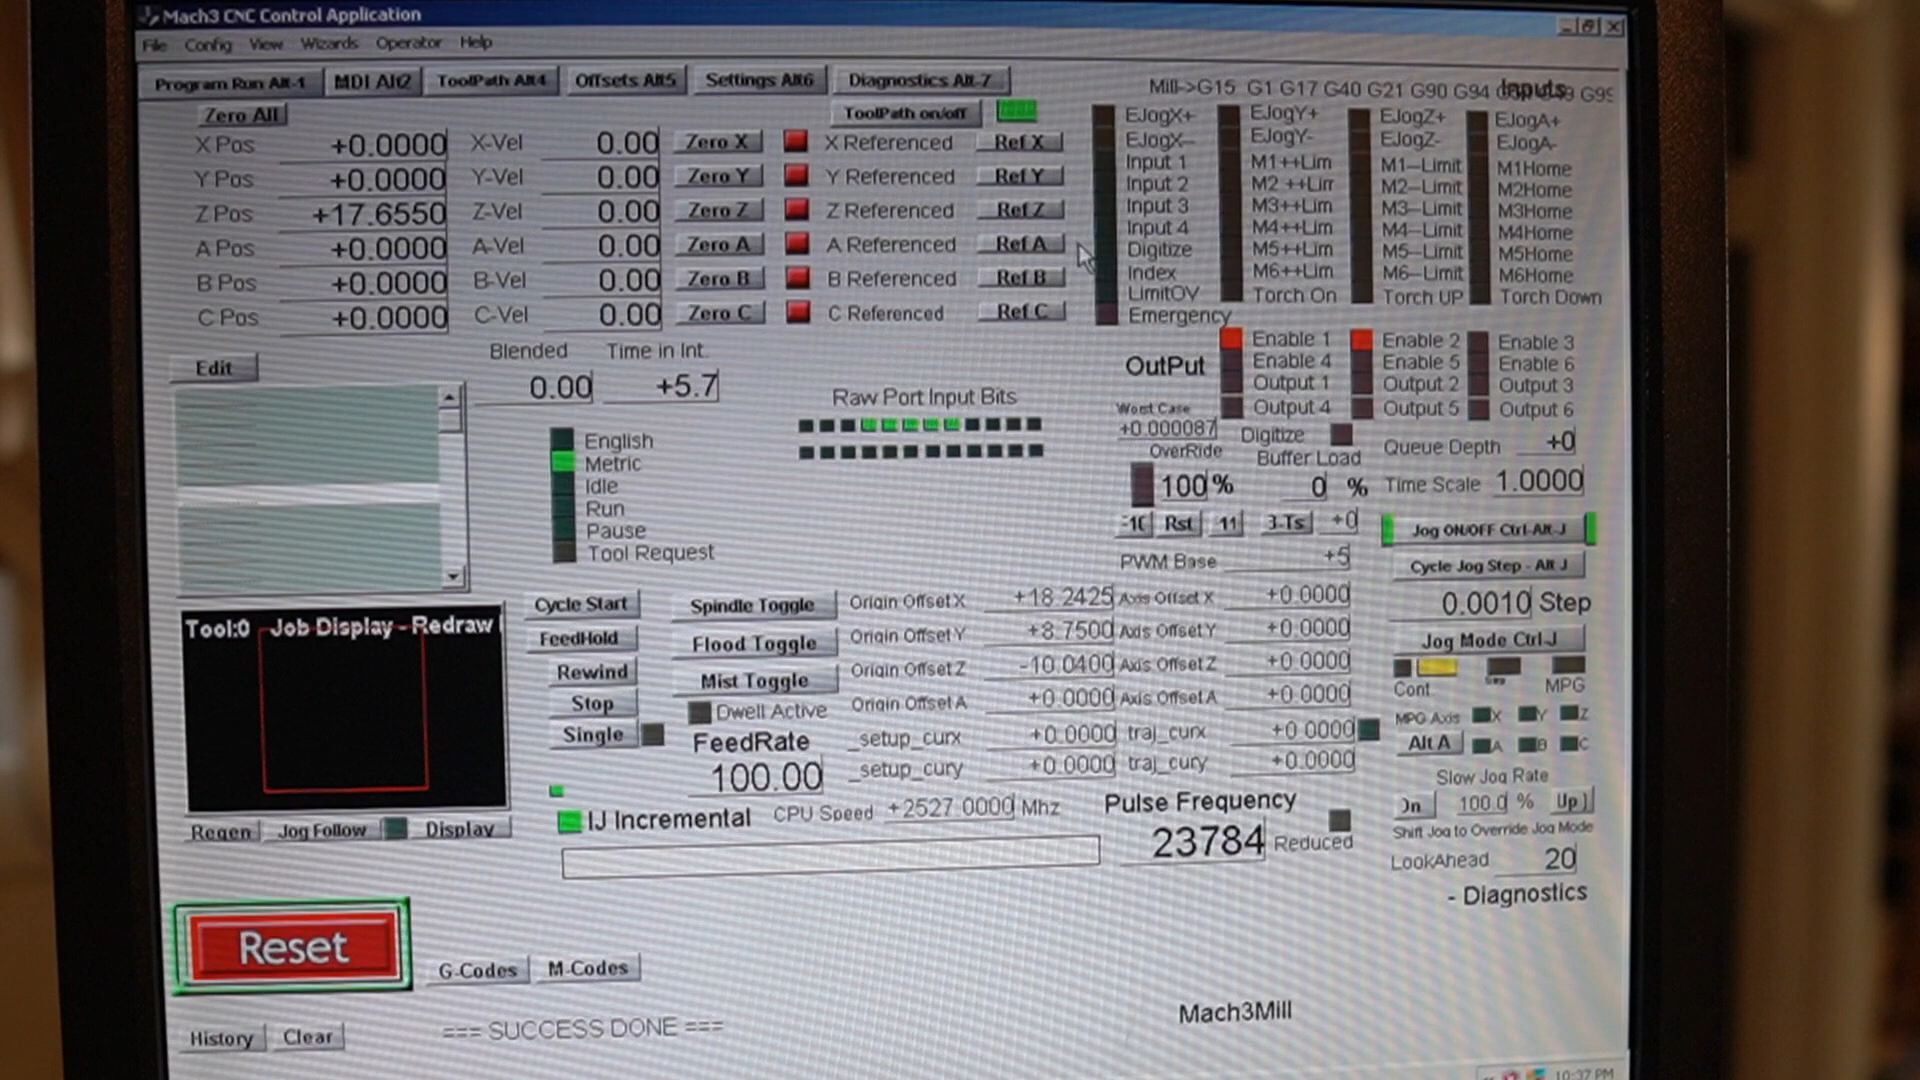 Mach3 CNC Control Application
File Config View Wizards Operator Help
Program Run Alt-1 MDI Alt2 ToolPath Alt4 Offsets Alt5 Settings Alt6 Diagnostics Alt-7
Mill->G15 G1 G17 G40 G21 G90 G94
Inputs
Zero All
ToolPath on/off
X Pos +0.0000 X-Vel 0.00 Zero X X Referenced Ref X
Y Pos +0.0000 Y-Vel 0.00 Zero Y Y Referenced Ref Y
Z Pos +17.6550 Z-Vel 0.00 Zero Z Z Referenced Ref Z
A Pos +0.0000 A-Vel 0.00 Zero A A Referenced Ref A
B Pos +0.0000 B-Vel 0.00 Zero B B Referenced Ref B
C Pos +0.0000 C-Vel 0.00 Zero C C Referenced Ref C
EJogX+ EJogY+ EJogZ+ EJogA+
EJogX- EJogY- EJogZ- EJogA-
Input 1 M1++Lim M1--Limit M1Home
Input 2 M2 ++Lim M2--Limit M2Home
Input 3 M3++Lim M3--Limit M3Home
Input 4 M4++Lim M4--Limit M4Home
Digitize M5++Lim M5--Limit M5Home
Index M6++Lim M6--Limit M6Home
LimitOV Torch On Torch UP Torch Down
Emergency
OutPut
Enable 1 Enable 2 Enable 3
Enable 4 Enable 5 Enable 6
Output 1 Output 2 Output 3
Output 4 Output 5 Output 6
Edit
Blended Time in Int.
0.00 +5.7
Raw Port Input Bits
English
Metric
Idle
Run
Pause
Tool Request
Worst Case
+0.000087
Digitize
Queue Depth +0
OverRide
Buffer Load
100 % 0 % Time Scale 1.0000
Rst 11 3-Ts +0
PWM Base +5
Jog ON/OFF Ctrl-Alt-J
Cycle Jog Step - Alt J
0.0010 Step
Jog Mode Ctrl-J
Cont Step MPG
MPG Axis X Y Z
Alt A A B C
Slow Jog Rate
100.0 % Up
Shift Jog to Override Jog Mode
LookAhead 20
- Diagnostics
Tool:0 Job Display - Redraw
Regen Jog Follow Display
Cycle Start
FeedHold
Rewind
Stop
Single
Spindle Toggle
Flood Toggle
Mist Toggle
Dwell Active
FeedRate
100.00
Origin Offset X +18.2425 Axis Offset X +0.0000
Origin Offset Y +8.7500 Axis Offset Y +0.0000
Origin Offset Z -10.0400 Axis Offset Z +0.0000
Origin Offset A +0.0000 Axis Offset A +0.0000
_setup_curx +0.0000 traj_curx +0.0000
_setup_cury +0.0000 traj_cury +0.0000
IJ Incremental
CPU Speed +2527.0000 Mhz
Pulse Frequency
23784 Reduced
Reset
G-Codes M-Codes
History Clear
=== SUCCESS DONE ===
Mach3Mill
10:37 PM